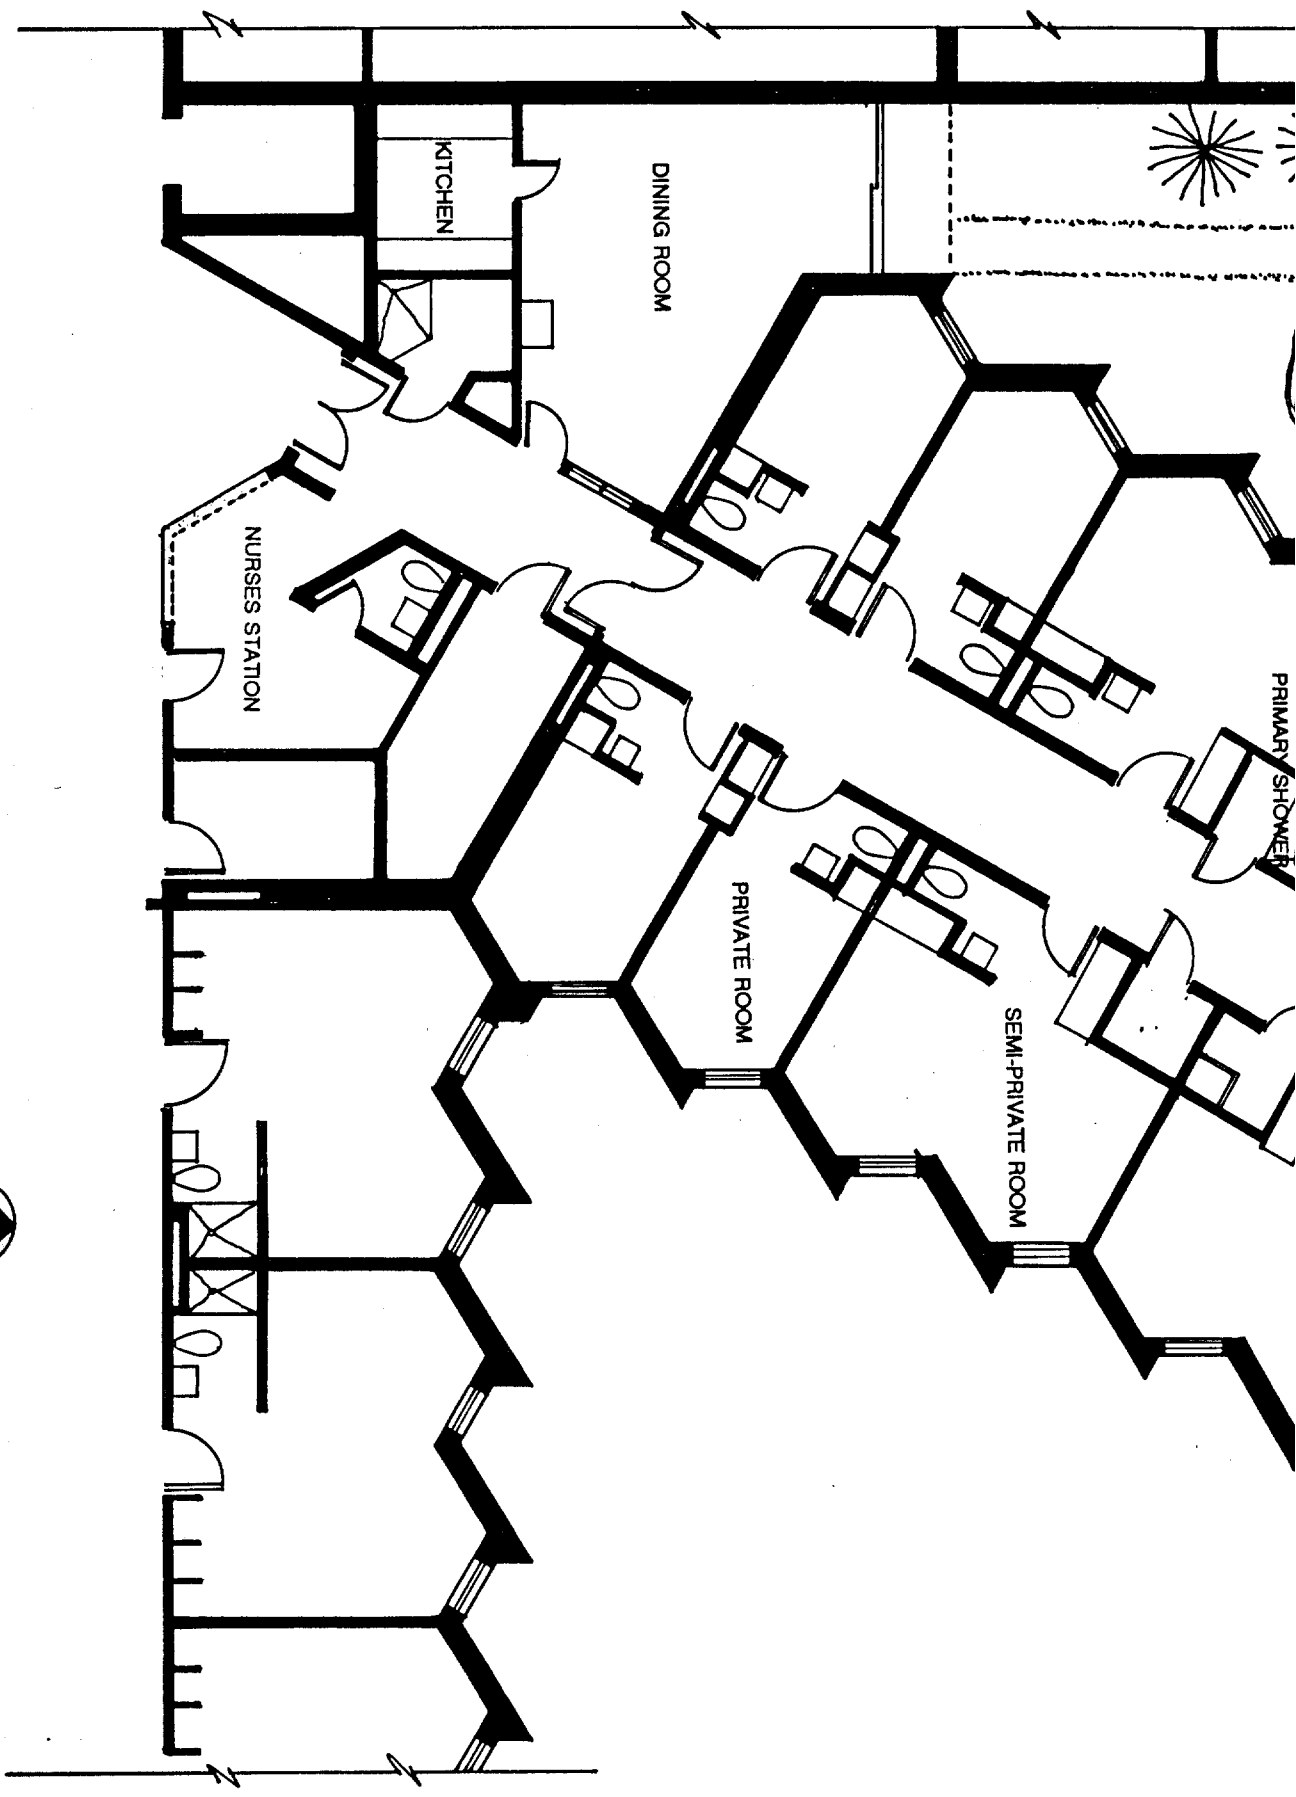 KITCHEN
DINING ROOM
NURSES STATION
PRIMARY SHOWER
PRIVATE ROOM
SEMI-PRIVATE ROOM